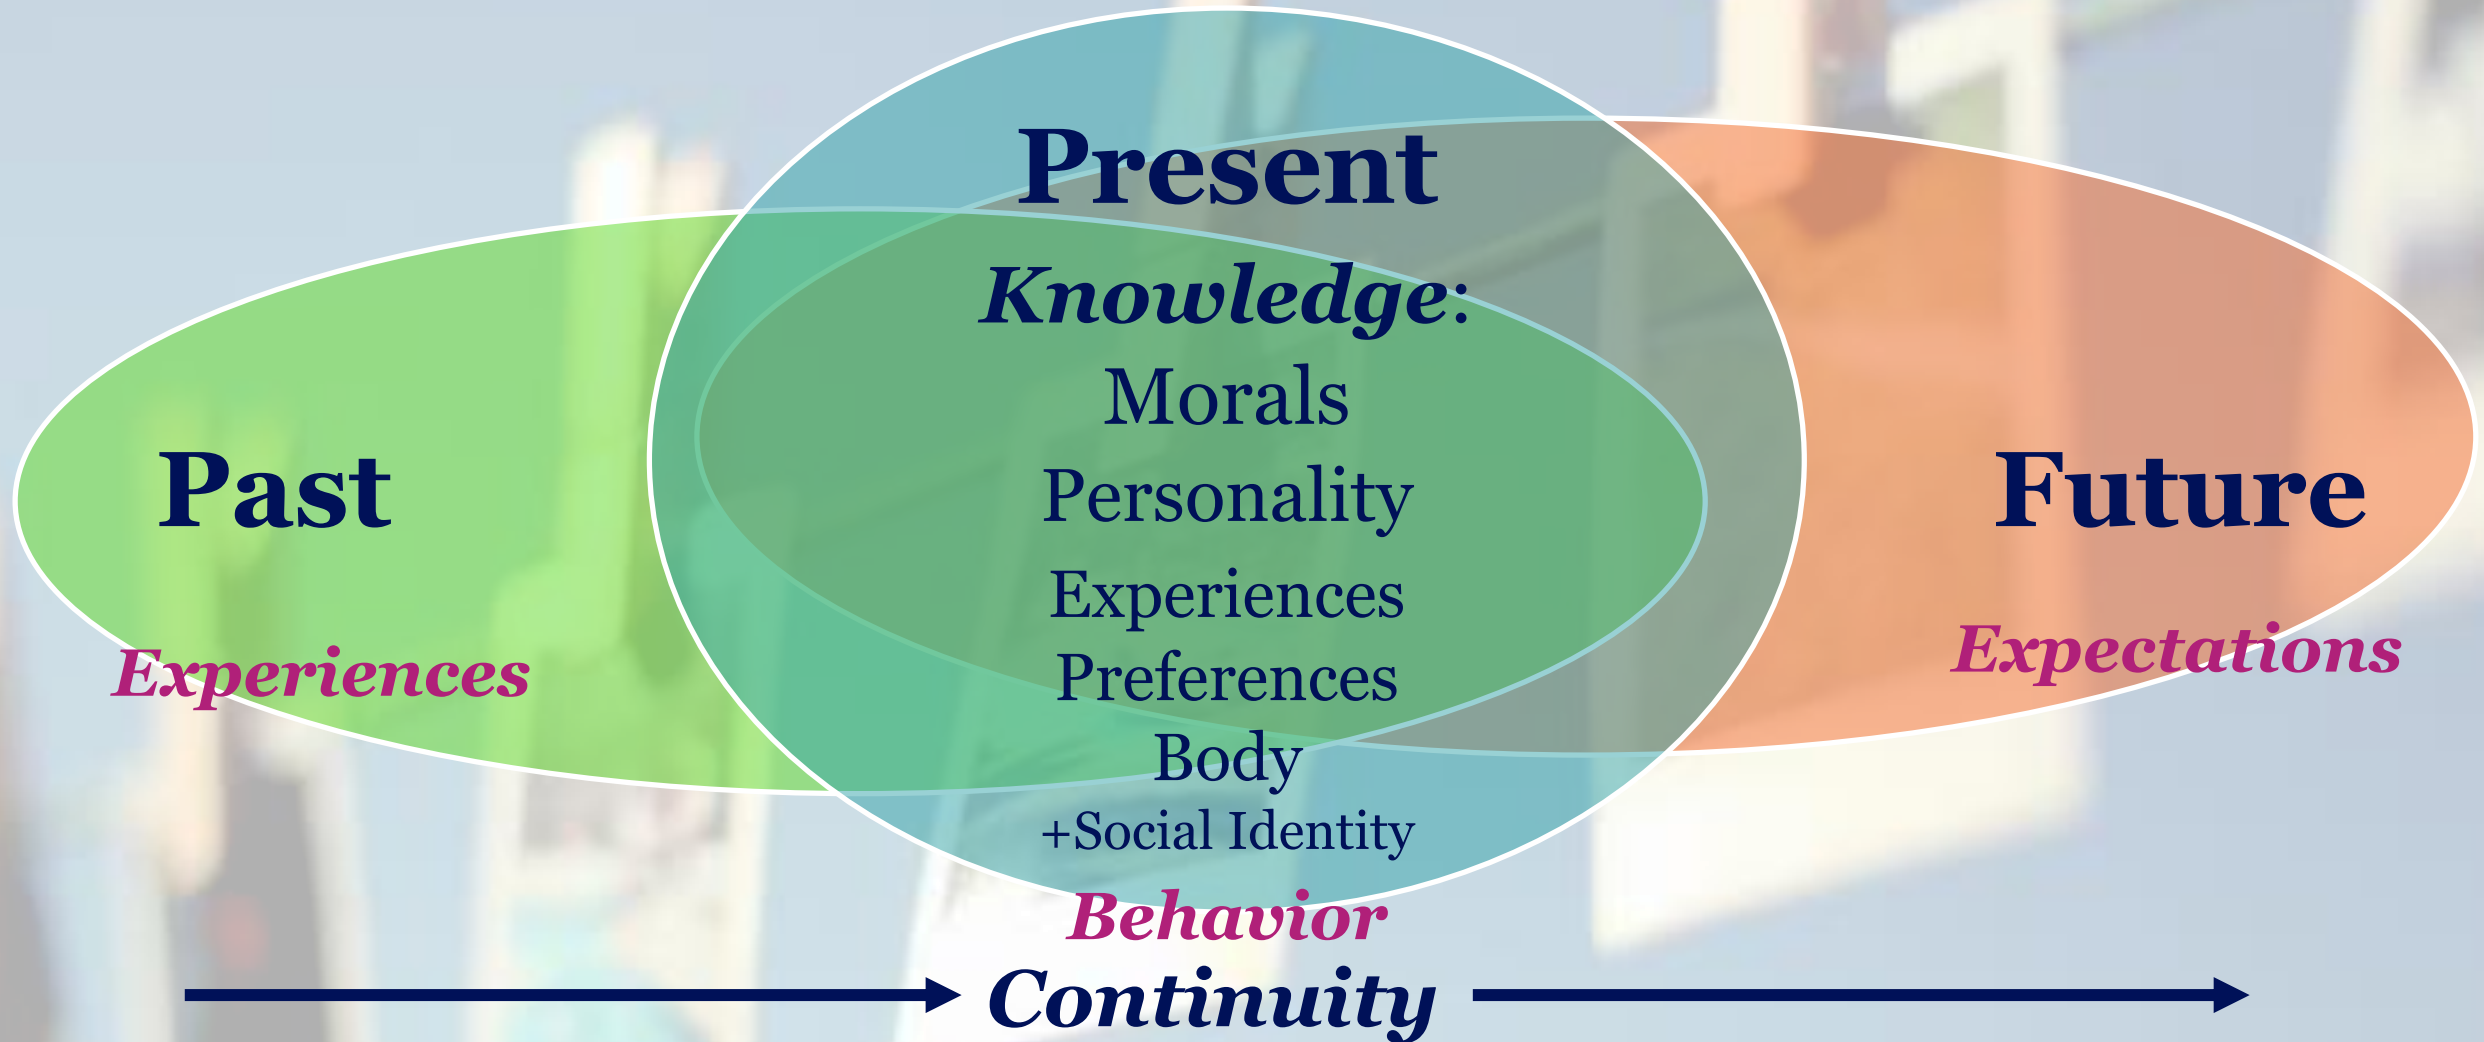 Present
Knowledge:
Morals
Personality
Experiences
Preferences
Body
+Social Identity
Behavior
Past
Experiences
Future
Expectations
Continuity